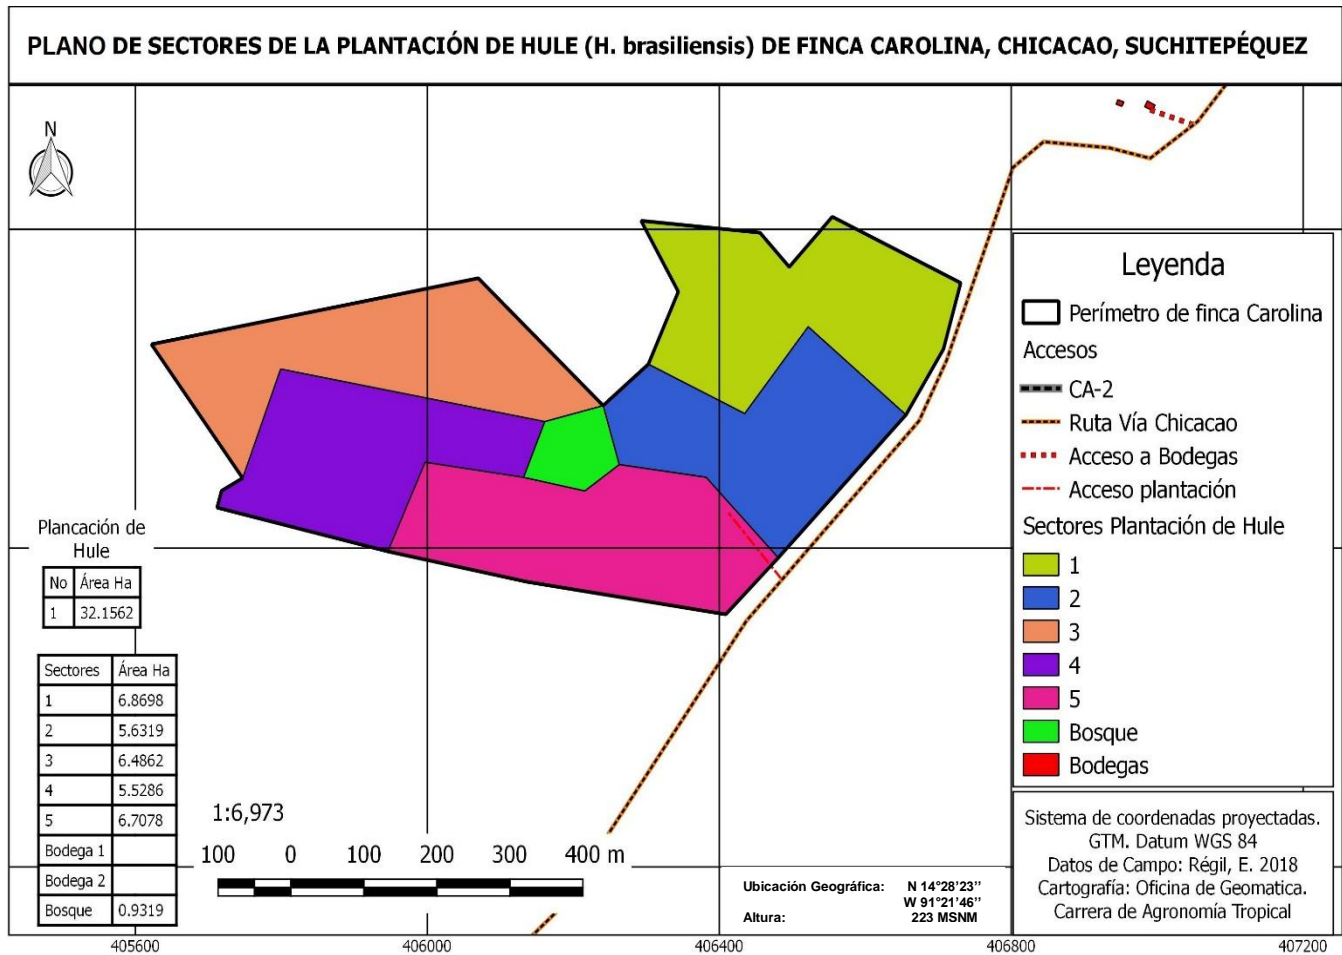 PLANO DE SECTORES DE LA PLANTACIÓN DE HULE (H. brasiliensis) DE FINCA CAROLINA, CHICACAO, SUCHITEPÉQUEZ
N
Leyenda
Perímetro de finca Carolina
Accesos
CA-2
Ruta Vía Chicacao
Acceso a Bodegas
Acceso plantación
Sectores Plantación de Hule
1
2
3
4
5
Bosque
Bodegas
Plancación de
Hule
No Área Ha
1 32.1562
Sectores Área Ha
1 6.8698
2 5.6319
3 6.4862
4 5.5286
5 6.7078
Bodega 1
Bodega 2
Bosque 0.9319
1:6,973
100 0 100 200 300 400 m
Ubicación Geográfica: N 14°28'23''
W 91°21'46''
Altura: 223 MSNM
Sistema de coordenadas proyectadas.
GTM. Datum WGS 84
Datos de Campo: Régil, E. 2018
Cartografía: Oficina de Geomatica.
Carrera de Agronomía Tropical
405600 406000 406400 406800 407200